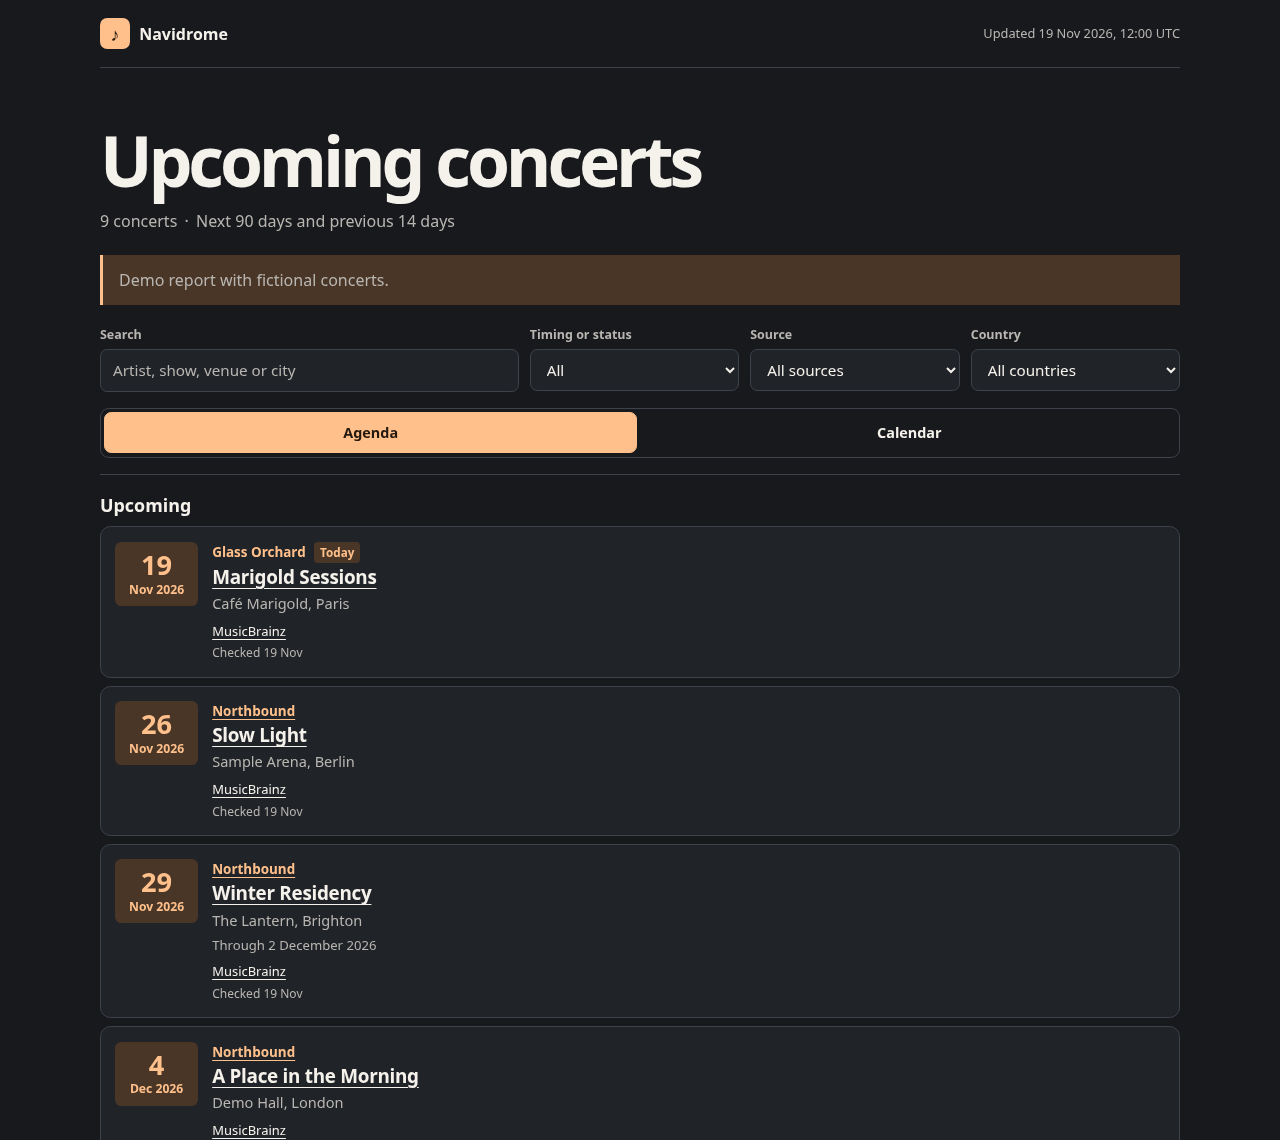 ♪ Navidrome
Updated 19 Nov 2026, 12:00 UTC
Upcoming concerts
9 concerts · Next 90 days and previous 14 days
Demo report with fictional concerts.
Search
Timing or status
Source
Country
Artist, show, venue or city
All
All sources
All countries
Agenda
Calendar
Upcoming
19
Nov 2026
Glass Orchard Today
Marigold Sessions
Café Marigold, Paris
MusicBrainz
Checked 19 Nov
26
Nov 2026
Northbound
Slow Light
Sample Arena, Berlin
MusicBrainz
Checked 19 Nov
29
Nov 2026
Northbound
Winter Residency
The Lantern, Brighton
Through 2 December 2026
MusicBrainz
Checked 19 Nov
4
Dec 2026
Northbound
A Place in the Morning
Demo Hall, London
MusicBrainz